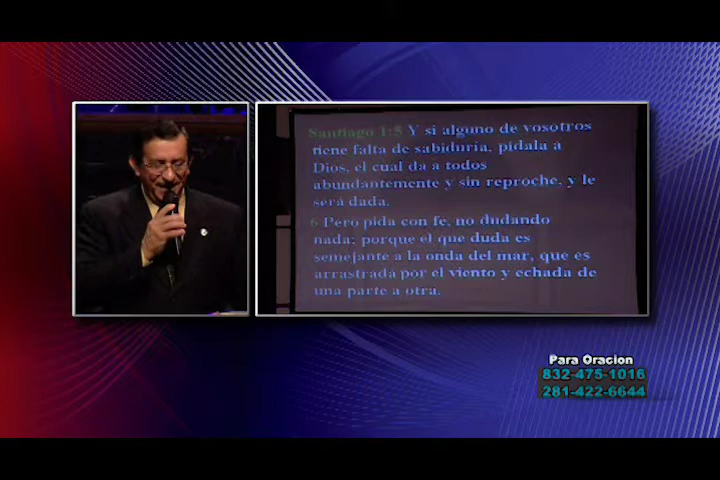 Santiago 1:5 Y si alguno de vosotros
tiene falta de sabiduría, pídala a
Dios, el cual da a todos
abundantemente y sin reproche, y le
será dada.
6 Pero pida con fe, no dudando
nada; porque el que duda es
semejante a la onda del mar, que es
arrastrada por el viento y echada de
una parte a otra.
Para Oracion
832-475-1016
281-422-6644